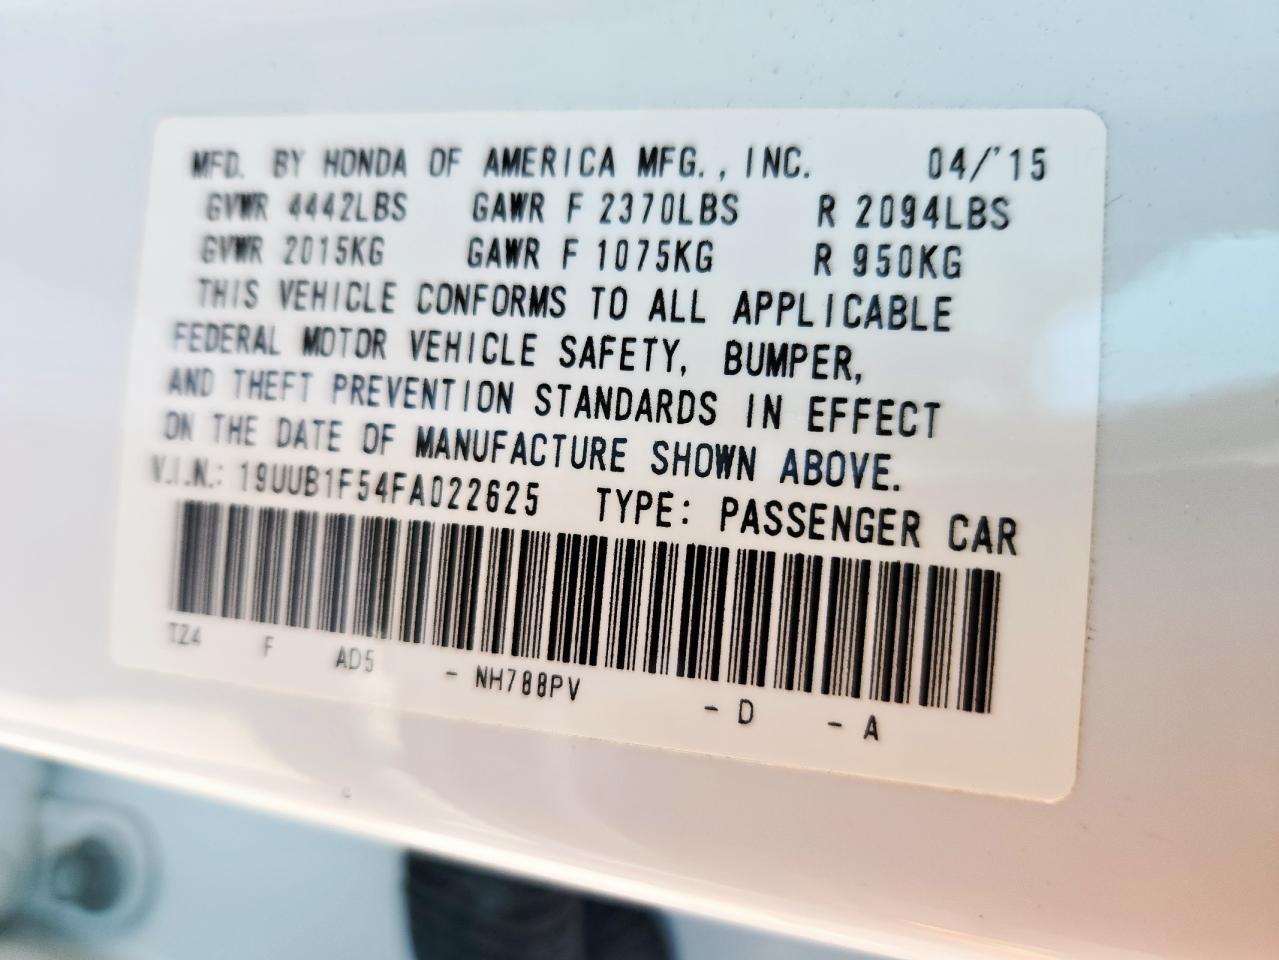 MFD. BY HONDA OF AMERICA MFG., INC. 04/'15
GVWR 4442LBS GAWR F 2370LBS R 2094LBS
GVWR 2015KG GAWR F 1075KG R 950KG
THIS VEHICLE CONFORMS TO ALL APPLICABLE
FEDERAL MOTOR VEHICLE SAFETY, BUMPER,
AND THEFT PREVENTION STANDARDS IN EFFECT
ON THE DATE OF MANUFACTURE SHOWN ABOVE.
V.I.N.: 19UUB1F54FA022625 TYPE: PASSENGER CAR
TZ4 F AD5 - NH788PV - D - A